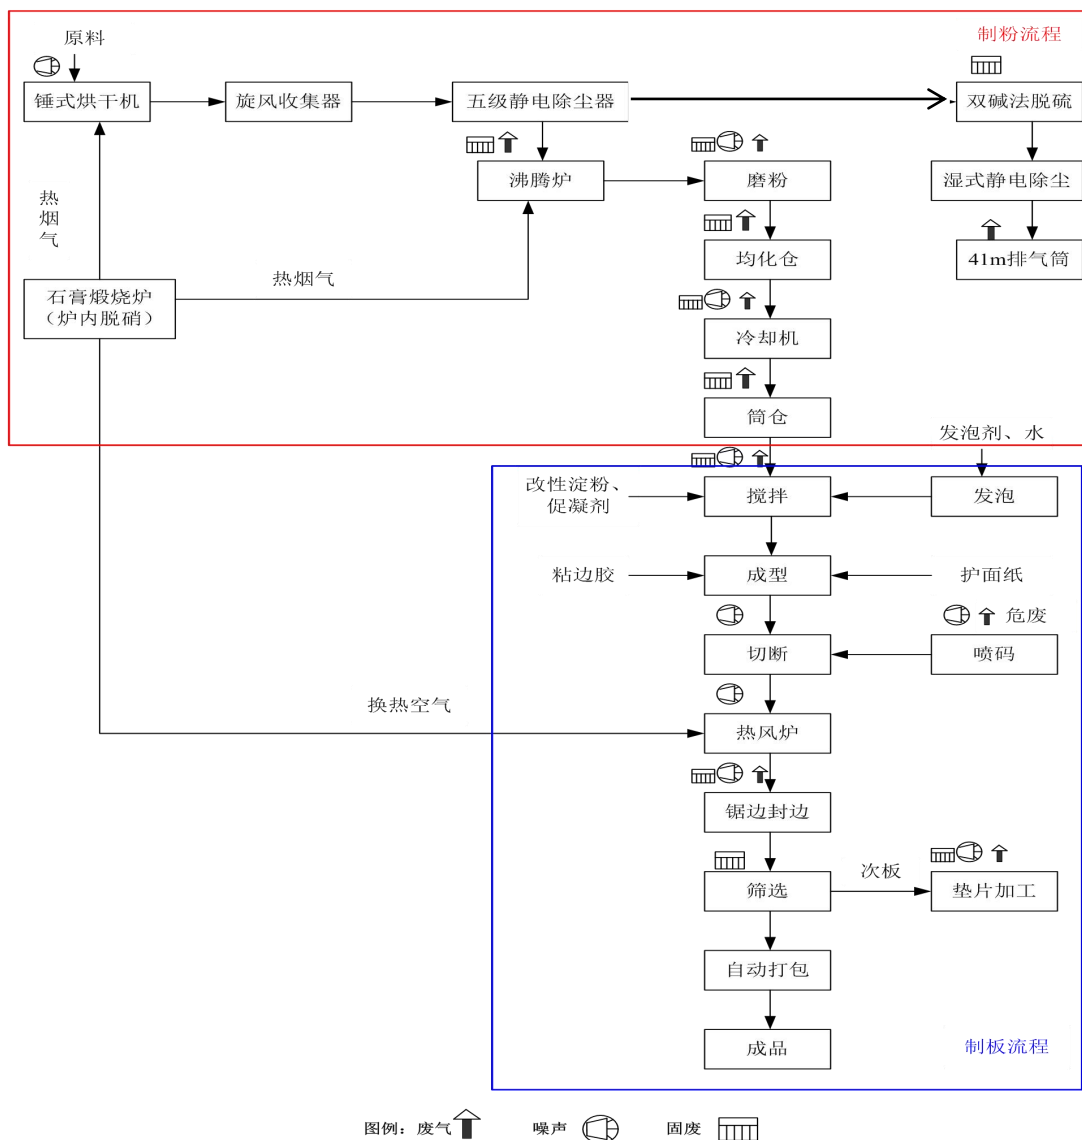 制粉流程
原料
锤式烘干机
旋风收集器
五级静电除尘器
双碱法脱硫
沸腾炉
磨粉
湿式静电除尘
热
烟
气
均化仓
41m排气筒
热烟气
石膏煅烧炉
（炉内脱硝）
冷却机
筒仓
发泡剂、水
改性淀粉、
促凝剂
搅拌
发泡
粘边胶
成型
护面纸
危废
切断
喷码
换热空气
热风炉
锯边封边
次板
筛选
垫片加工
自动打包
成品
制板流程
图例：废气
噪声
固废